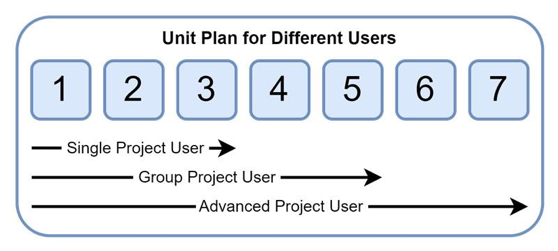 Unit Plan for Different Users
1 2 3 4 5 6 7
Single Project User
Group Project User
Advanced Project User